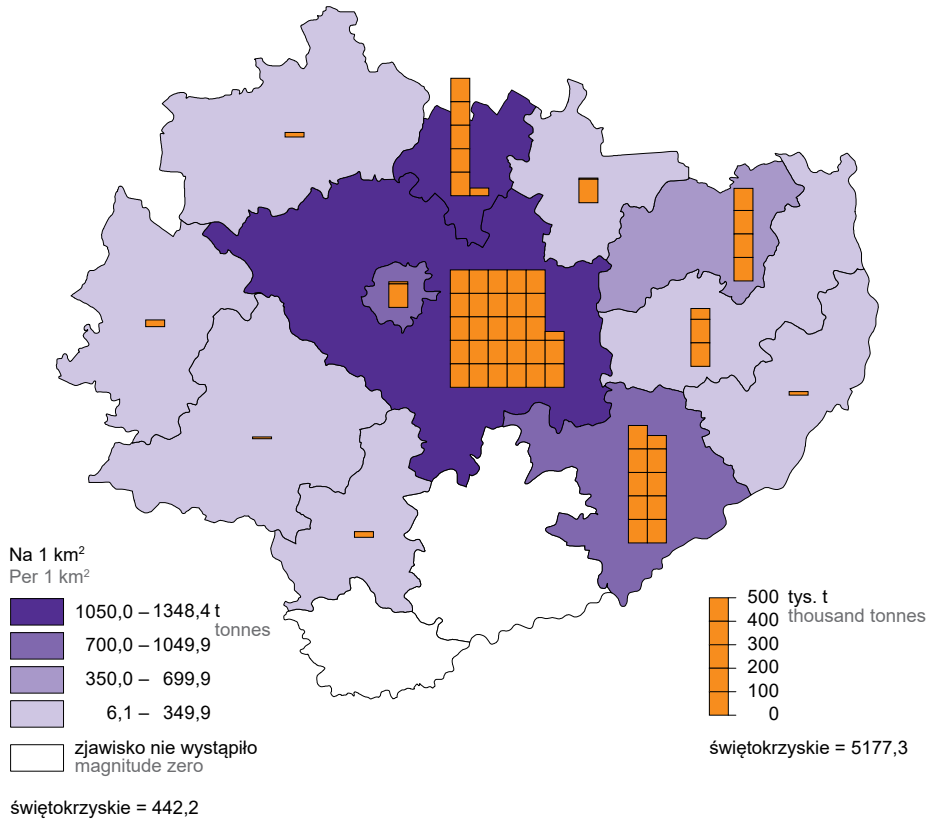 Na 1 km²
Per 1 km²
1050,0 – 1348,4 t
tonnes
700,0 – 1049,9
350,0 – 699,9
6,1 – 349,9
zjawisko nie wystąpiło
magnitude zero
świętokrzyskie = 442,2
500 tys. t
thousand tonnes
400
300
200
100
0
świętokrzyskie = 5177,3